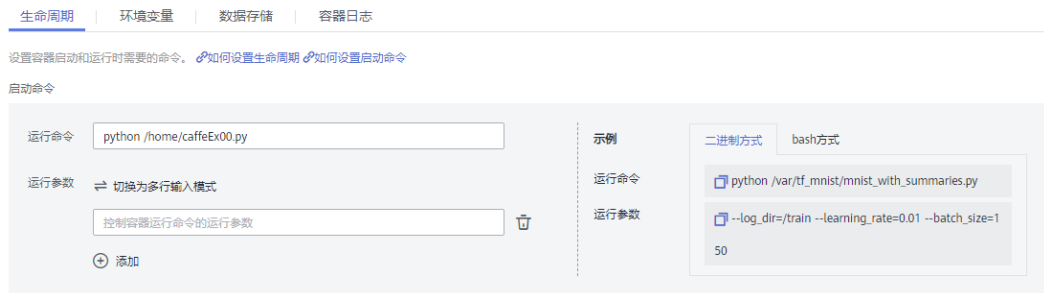 生命周期 环境变量 数据存储 容器日志
设置容器启动和运行时需要的命令。 如何设置生命周期 如何设置启动命令
启动命令
运行命令 python /home/caffeEx00.py
运行参数 切换为多行输入模式
控制容器运行命令的运行参数
添加
示例 二进制方式 bash方式
运行命令 python /var/tf_mnist/mnist_with_summaries.py
运行参数 --log_dir=/train --learning_rate=0.01 --batch_size=1
50